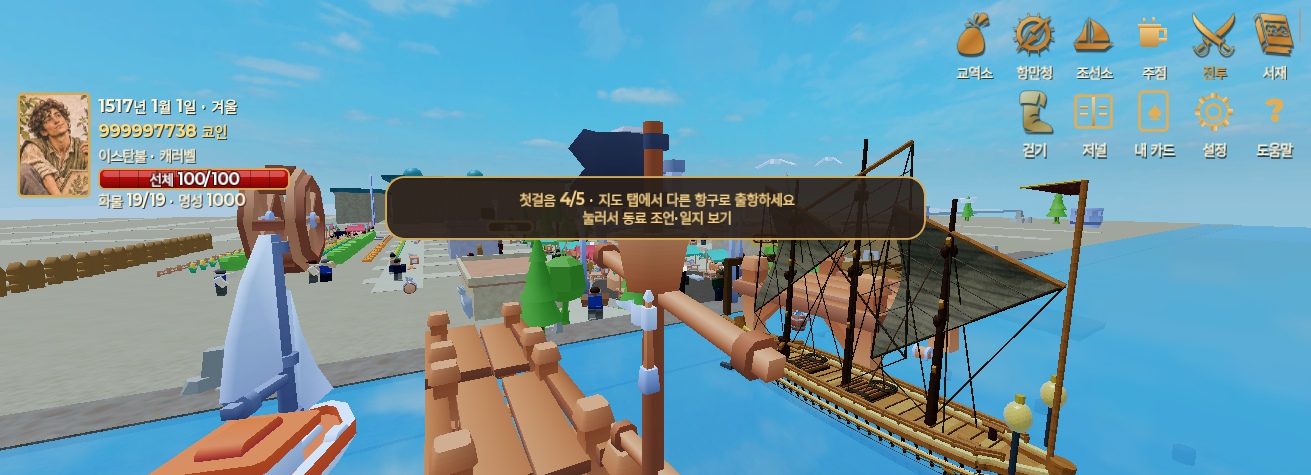 교역소 항만청 조선소 주점 전투 서재
걷기 저널 내 카드 설정 도움말
1517년 1월 1일 · 겨울
999997738 코인
이스탄불 · 캐러벨
선체 100/100
화물 19/19 · 명성 1000
첫걸음 4/5 · 지도 탭에서 다른 항구로 출항하세요
눌러서 동료 조언·일지 보기